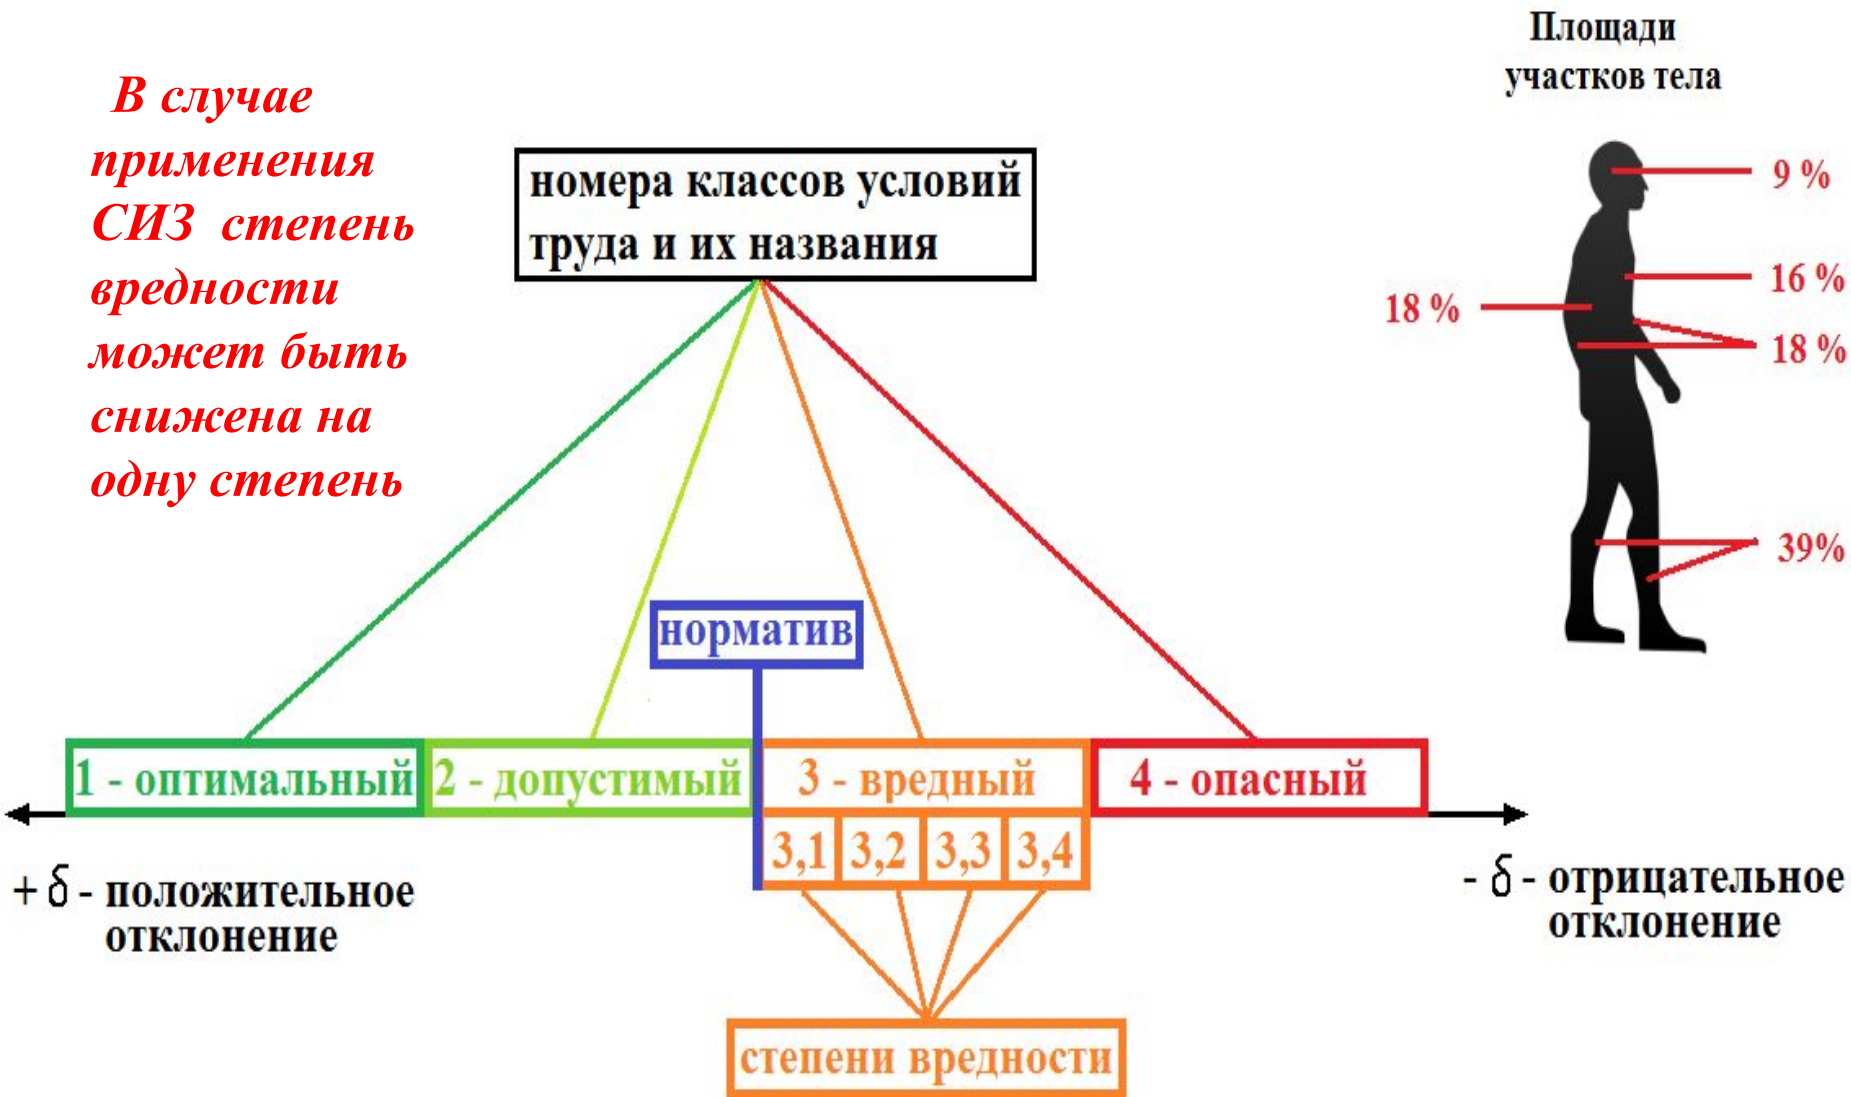 В случае
применения
СИЗ степень
вредности
может быть
снижена на
одну степень
номера классов условий
труда и их названия
Площади
участков тела
9 %
16 %
18 %
18 %
39%
норматив
1 - оптимальный
2 - допустимый
3 - вредный
4 - опасный
3,1
3,2
3,3
3,4
+ δ - положительное
отклонение
- δ - отрицательное
отклонение
степени вредности